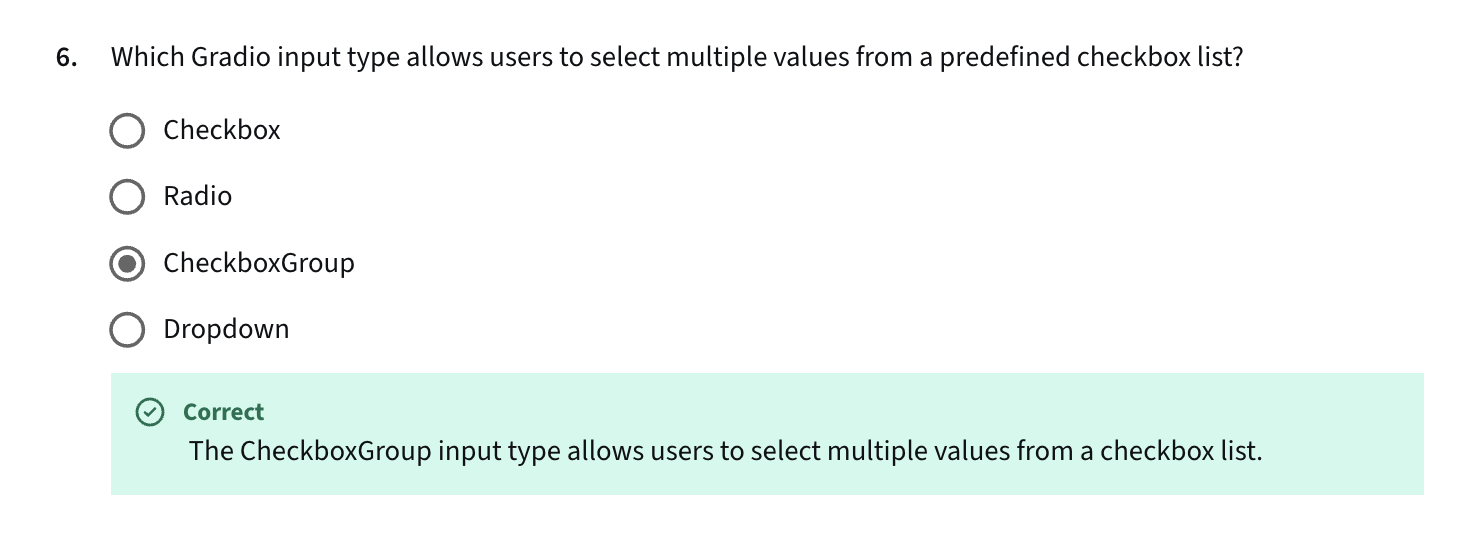 6. Which Gradio input type allows users to select multiple values from a predefined checkbox list?
Checkbox
Radio
CheckboxGroup
Dropdown
Correct
The CheckboxGroup input type allows users to select multiple values from a checkbox list.